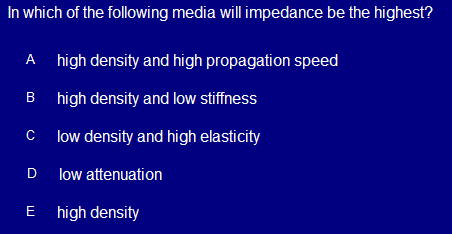 In which of the following media will impedance be the highest?
A high density and high propagation speed
B high density and low stiffness
C low density and high elasticity
D low attenuation
E high density